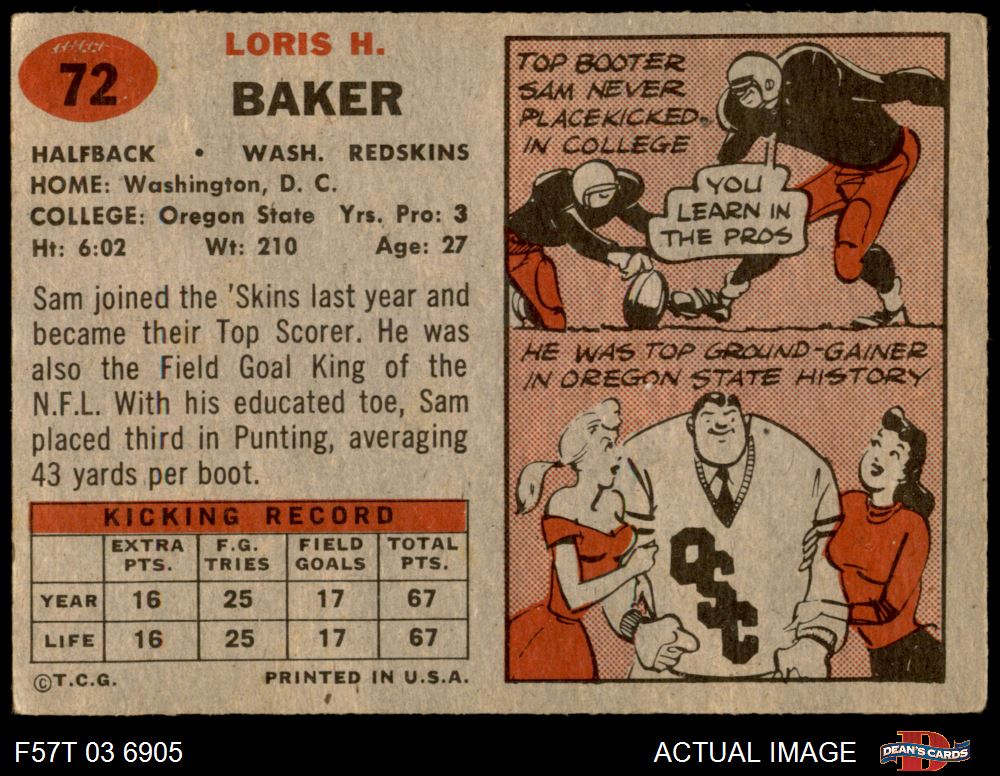 72
LORIS H.
BAKER
HALFBACK • WASH. REDSKINS
HOME: Washington, D. C.
COLLEGE: Oregon State Yrs. Pro: 3
Ht: 6:02 Wt: 210 Age: 27
Sam joined the 'Skins last year and
became their Top Scorer. He was
also the Field Goal King of the
N.F.L. With his educated toe, Sam
placed third in Punting, averaging
43 yards per boot.
KICKING RECORD
EXTRA PTS. F.G. TRIES FIELD GOALS TOTAL PTS.
YEAR 16 25 17 67
LIFE 16 25 17 67
©T.C.G. PRINTED IN U.S.A.
TOP BOOTER
SAM NEVER
PLACEKICKED
IN COLLEGE
YOU
LEARN IN
THE PROS
HE WAS TOP GROUND-GAINER
IN OREGON STATE HISTORY
OSC
F57T 03 6905 ACTUAL IMAGE DEAN'S CARDS